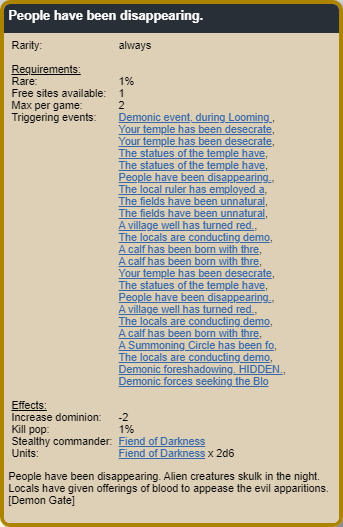 People have been disappearing.
Rarity: always
Requirements:
Rare: 1%
Free sites available: 1
Max per game: 2
Triggering events: Demonic event, during Looming ,
Your temple has been desecrate,
Your temple has been desecrate,
The statues of the temple have,
The statues of the temple have,
People have been disappearing.,
The local ruler has employed a,
The fields have been unnatural,
The fields have been unnatural,
A village well has turned red.,
The locals are conducting demo,
A calf has been born with thre,
A calf has been born with thre,
Your temple has been desecrate,
The statues of the temple have,
People have been disappearing.,
A village well has turned red.,
The locals are conducting demo,
A calf has been born with thre,
A Summoning Circle has been fo,
The locals are conducting demo,
Demonic foreshadowing. HIDDEN.,
Demonic forces seeking the Blo
Effects:
Increase dominion: -2
Kill pop: 1%
Stealthy commander: Fiend of Darkness
Units: Fiend of Darkness x 2d6
People have been disappearing. Alien creatures skulk in the night.
Locals have given offerings of blood to appease the evil apparitions.
[Demon Gate]